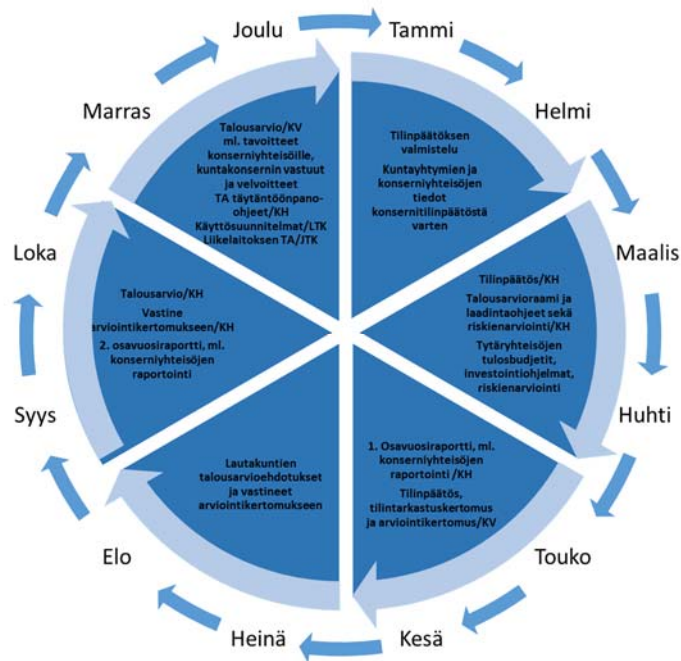 Joulu
Tammi
Marras
Helmi
Talousarvio/KV
ml. tavoitteet
konserniyhteisöille,
kuntakonsernin vastuut
ja velvoitteet
TA täytäntöönpano-
ohjeet/KH
Käyttösuunnitelmat/LTK
Liikelaitoksen TA/JTK
Tilinpäätöksen
valmistelu
Kuntayhtymien ja
konserniyhteisöjen
tiedot
konsernitilinpäätöstä
varten
Loka
Maalis
Talousarvio/KH
Vastine
arviointikertomukseen/KH
2. osavuosiraportti, ml.
konserniyhteisöjen
raportointi
Tilinpäätös/KH
Talousarvioraami ja
laadintaohjeet sekä
riskienarviointi/KH
Tytäryhteisöjen
tulosbudjetit,
investointiohjelmat,
riskienarviointi
Syys
Huhti
Lautakuntien
talousarvioehdotukset
ja vastineet
arviointikertomukseen
1. Osavuosiraportti, ml.
konserniyhteisöjen
raportointi /KH
Tilinpäätös,
tilintarkastuskertomus
ja arviointikertomus/KV
Elo
Touko
Heinä
Kesä